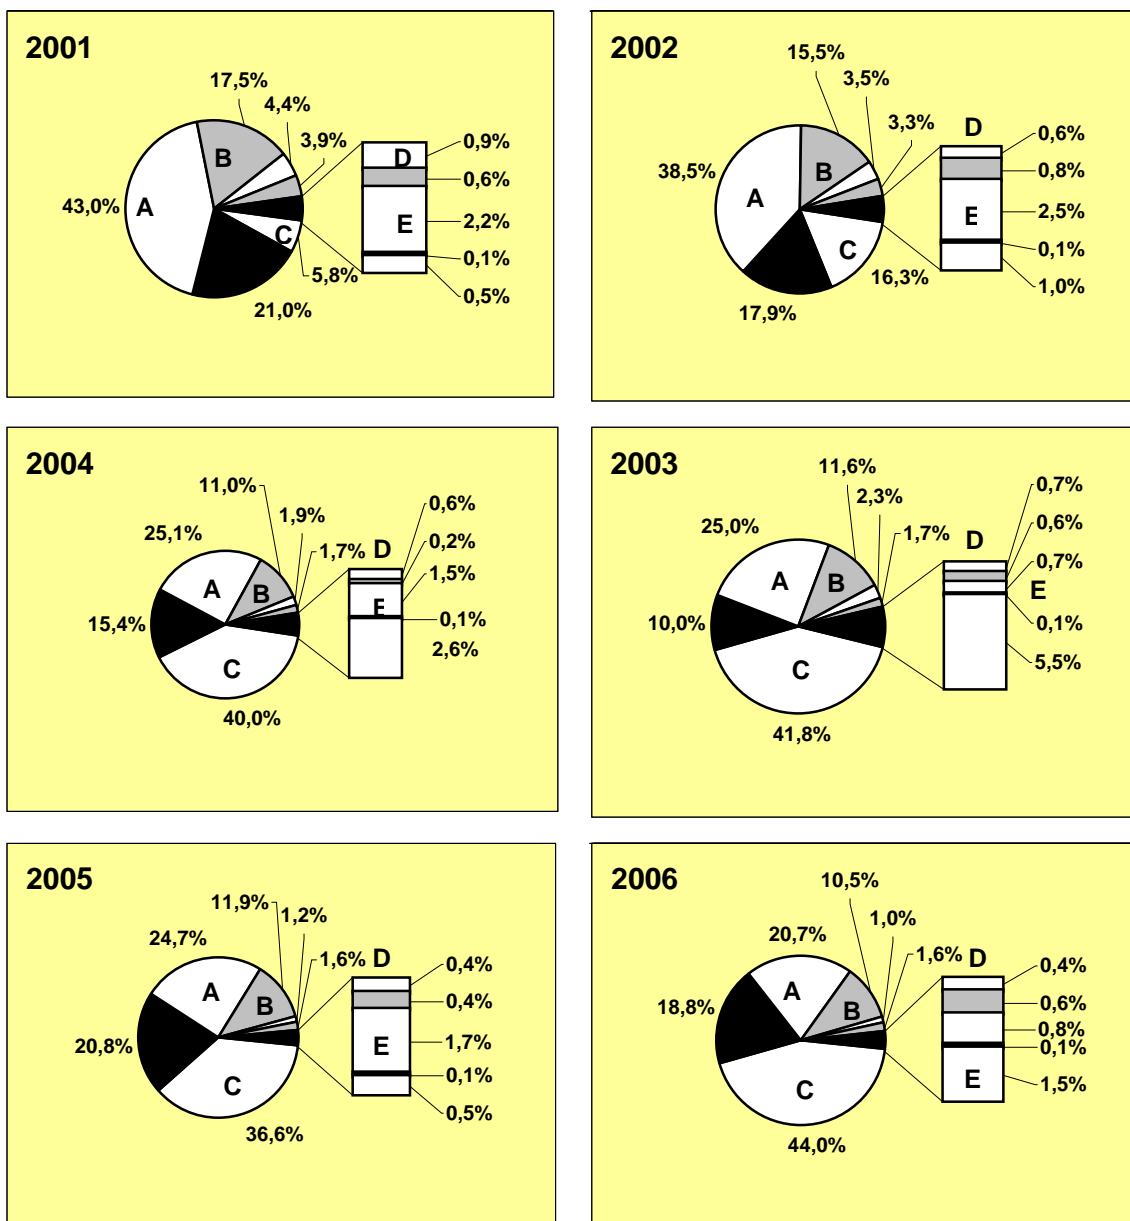 2001
17,5%
4,4%
3,9%
0,9%
0,6%
2,2%
0,1%
0,5%
5,8%
21,0%
43,0%
A
B
C
D
E
2002
15,5%
3,5%
3,3%
0,6%
0,8%
2,5%
0,1%
1,0%
16,3%
17,9%
38,5%
A
B
C
D
E
2004
11,0%
1,9%
1,7%
0,6%
0,2%
1,5%
0,1%
2,6%
40,0%
15,4%
25,1%
A
B
C
D
E
2003
11,6%
2,3%
1,7%
0,7%
0,6%
0,7%
0,1%
5,5%
41,8%
10,0%
25,0%
A
B
C
D
E
2005
11,9%
1,2%
1,6%
0,4%
0,4%
1,7%
0,1%
0,5%
36,6%
20,8%
24,7%
A
B
C
D
E
2006
10,5%
1,0%
1,6%
0,4%
0,6%
0,8%
0,1%
1,5%
44,0%
18,8%
20,7%
A
B
C
D
E